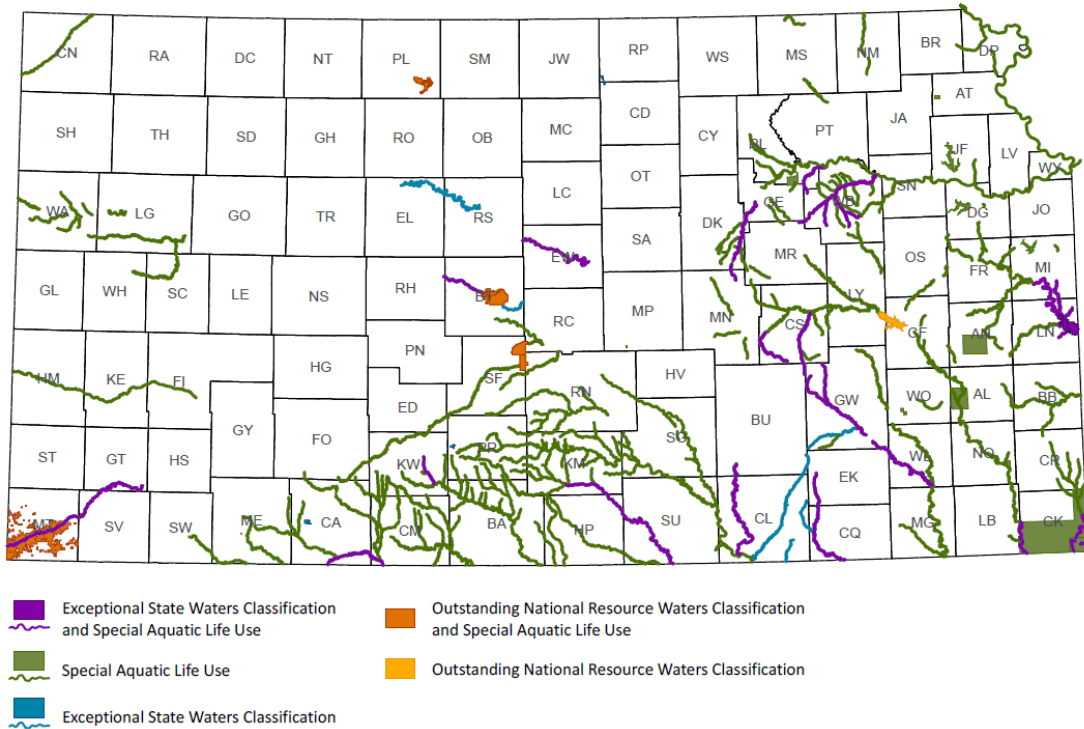 CN RA DC NT PL SM JW RP WS MS NM BR DP
SH TH SD GH RO OB MC CD CY RL PT JA AT
WA LG GO TR EL RS LC OT GE WB SN JF LV WY
GL WH SC LE NS RH BT EW SA DK MR OS DG JO
HM KE FI HG PN RC MP MN CS LY CF FR MI
GY ED SF RN HV BU GW WO AN LN
ST GT HS FO KW PR KM SG EK WL AL BB
MT SV SW ME CA CM BA HP SU CL CQ MG NO CR
LB CK
Exceptional State Waters Classification
and Special Aquatic Life Use
Special Aquatic Life Use
Exceptional State Waters Classification
Outstanding National Resource Waters Classification
and Special Aquatic Life Use
Outstanding National Resource Waters Classification